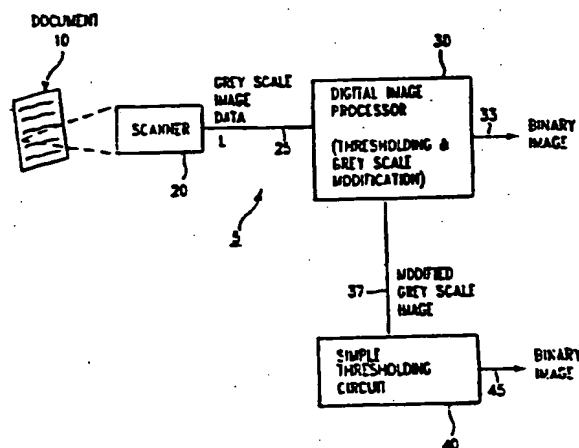 DOCUMENT
10
SCANNER
20
GREY SCALE
IMAGE
DATA
1
25
5
30
DIGITAL IMAGE
PROCESSOR
(THRESHOLDING &
GREY SCALE
MODIFICATION)
33
BINARY
IMAGE
37
MODIFIED
GREY SCALE
IMAGE
SIMPLE
THRESHOLDING
CIRCUIT
45
BINARY
IMAGE
40